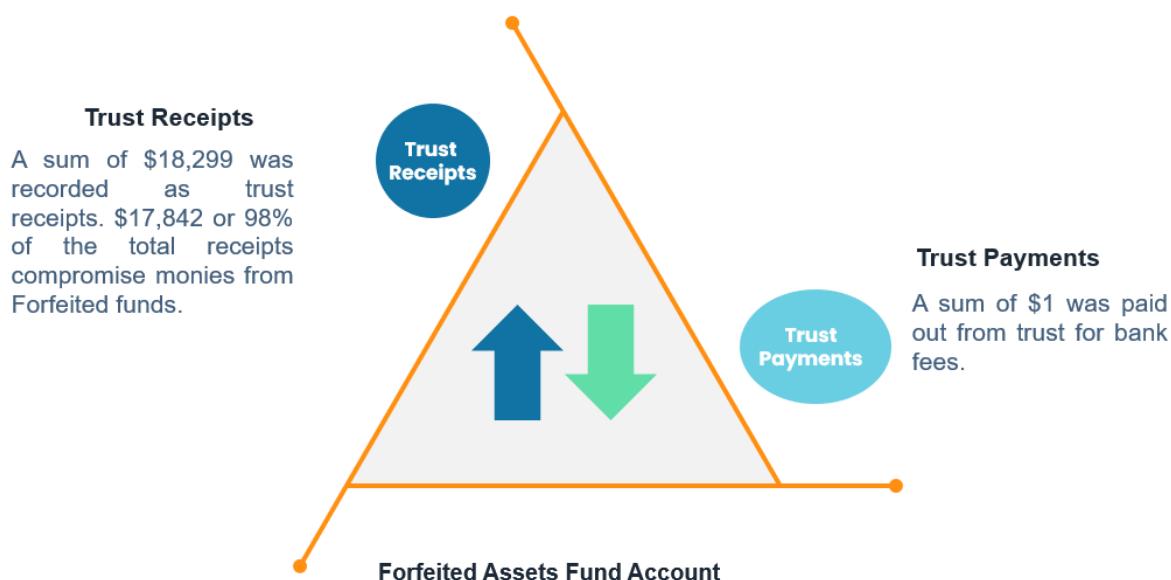 Trust Receipts
A sum of $18,299 was
recorded as trust
receipts. $17,842 or 98%
of the total receipts
compromise monies from
Forfeited funds.
Trust
Receipts
Trust Payments
A sum of $1 was paid
out from trust for bank
fees.
Trust
Payments
Forfeited Assets Fund Account